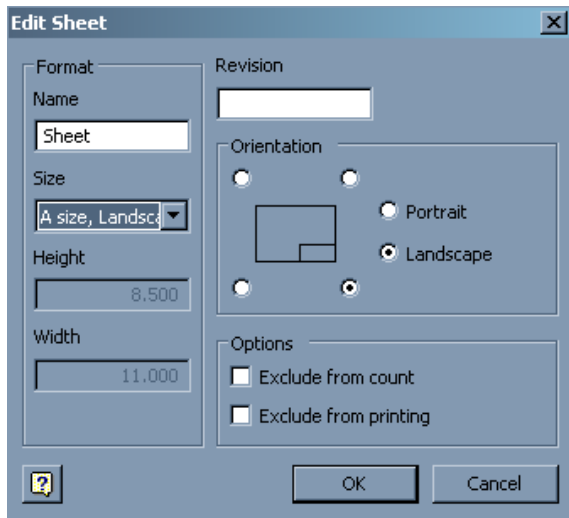 Edit Sheet
Format
Name
Sheet
Size
A size, Landsca
Height
8.500
Width
11.000
Revision
Orientation
Portrait
Landscape
Options
Exclude from count
Exclude from printing
?
OK
Cancel